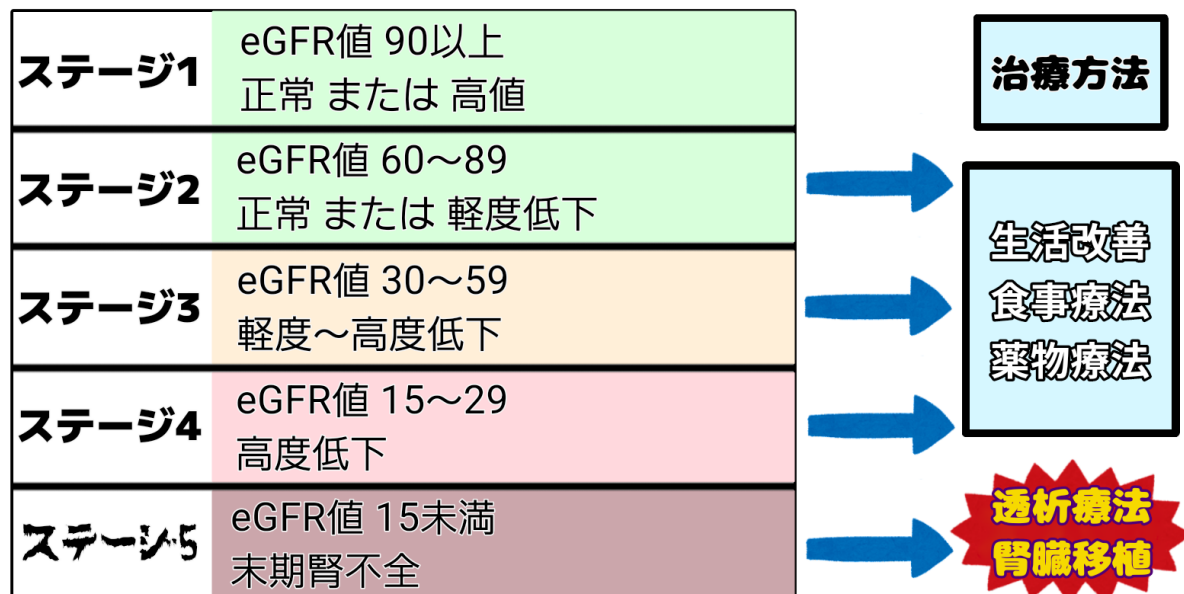 ステージ1
eGFR値 90以上
正常 または 高値
ステージ2
eGFR値 60〜89
正常 または 軽度低下
ステージ3
eGFR値 30〜59
軽度〜高度低下
ステージ4
eGFR値 15〜29
高度低下
ステージ5
eGFR値 15未満
末期腎不全
治療方法
生活改善
食事療法
薬物療法
透析療法
腎臓移植